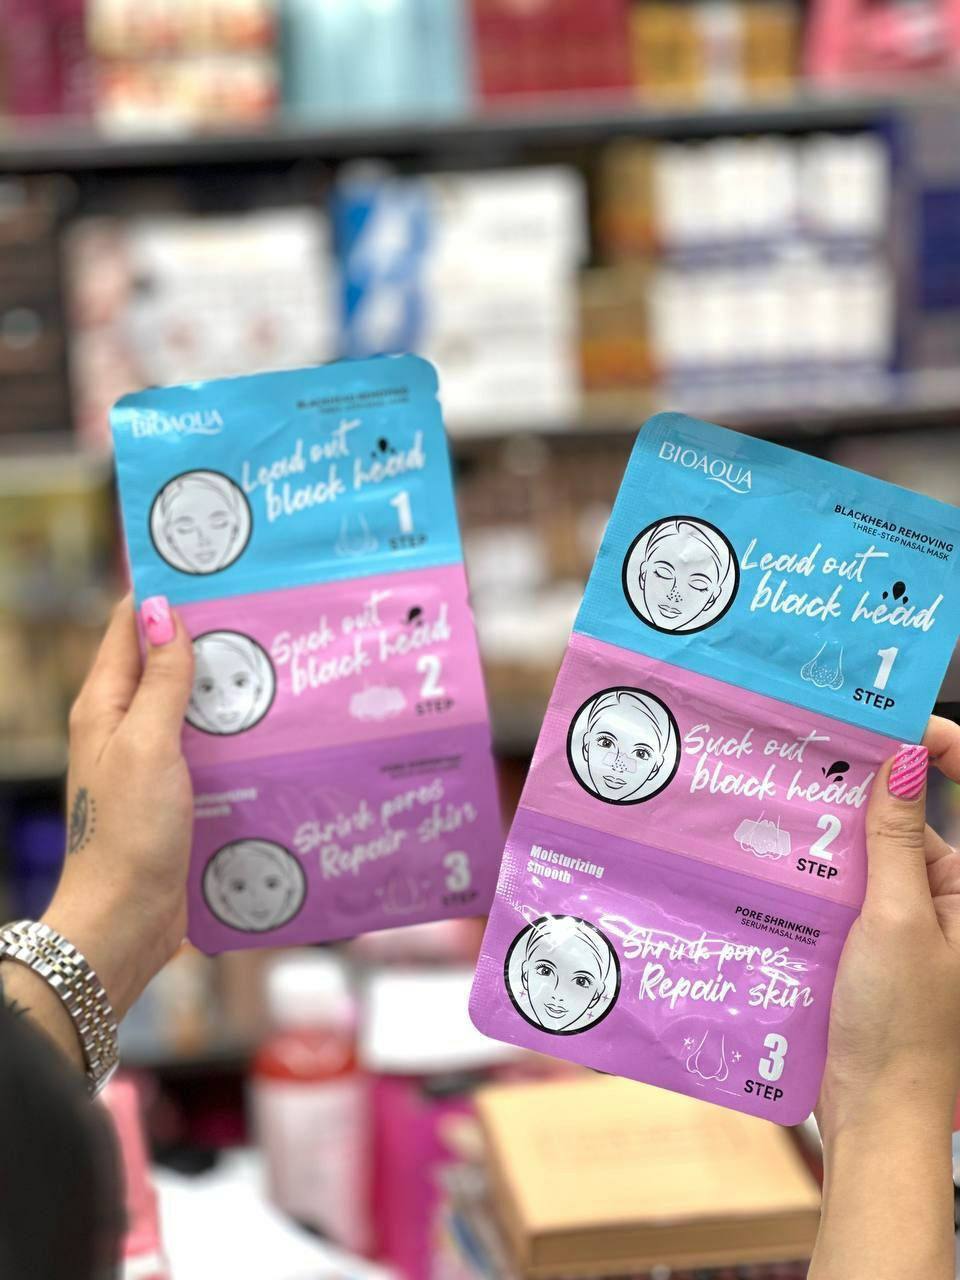 BIOAQUA
BLACKHEAD REMOVING
Lead out
black head
1
STEP
Suck out
black head
2
STEP
Shrink pores
Repair skin
3
STEP
BIOAQUA
BLACKHEAD REMOVING
THREE-STEP NASAL MASK
Lead out
black head
1
STEP
Suck out
black head
2
STEP
Moisturizing
Smooth
PORE SHRINKING
SERUM NASAL MASK
Shrink pores
Repair skin
3
STEP